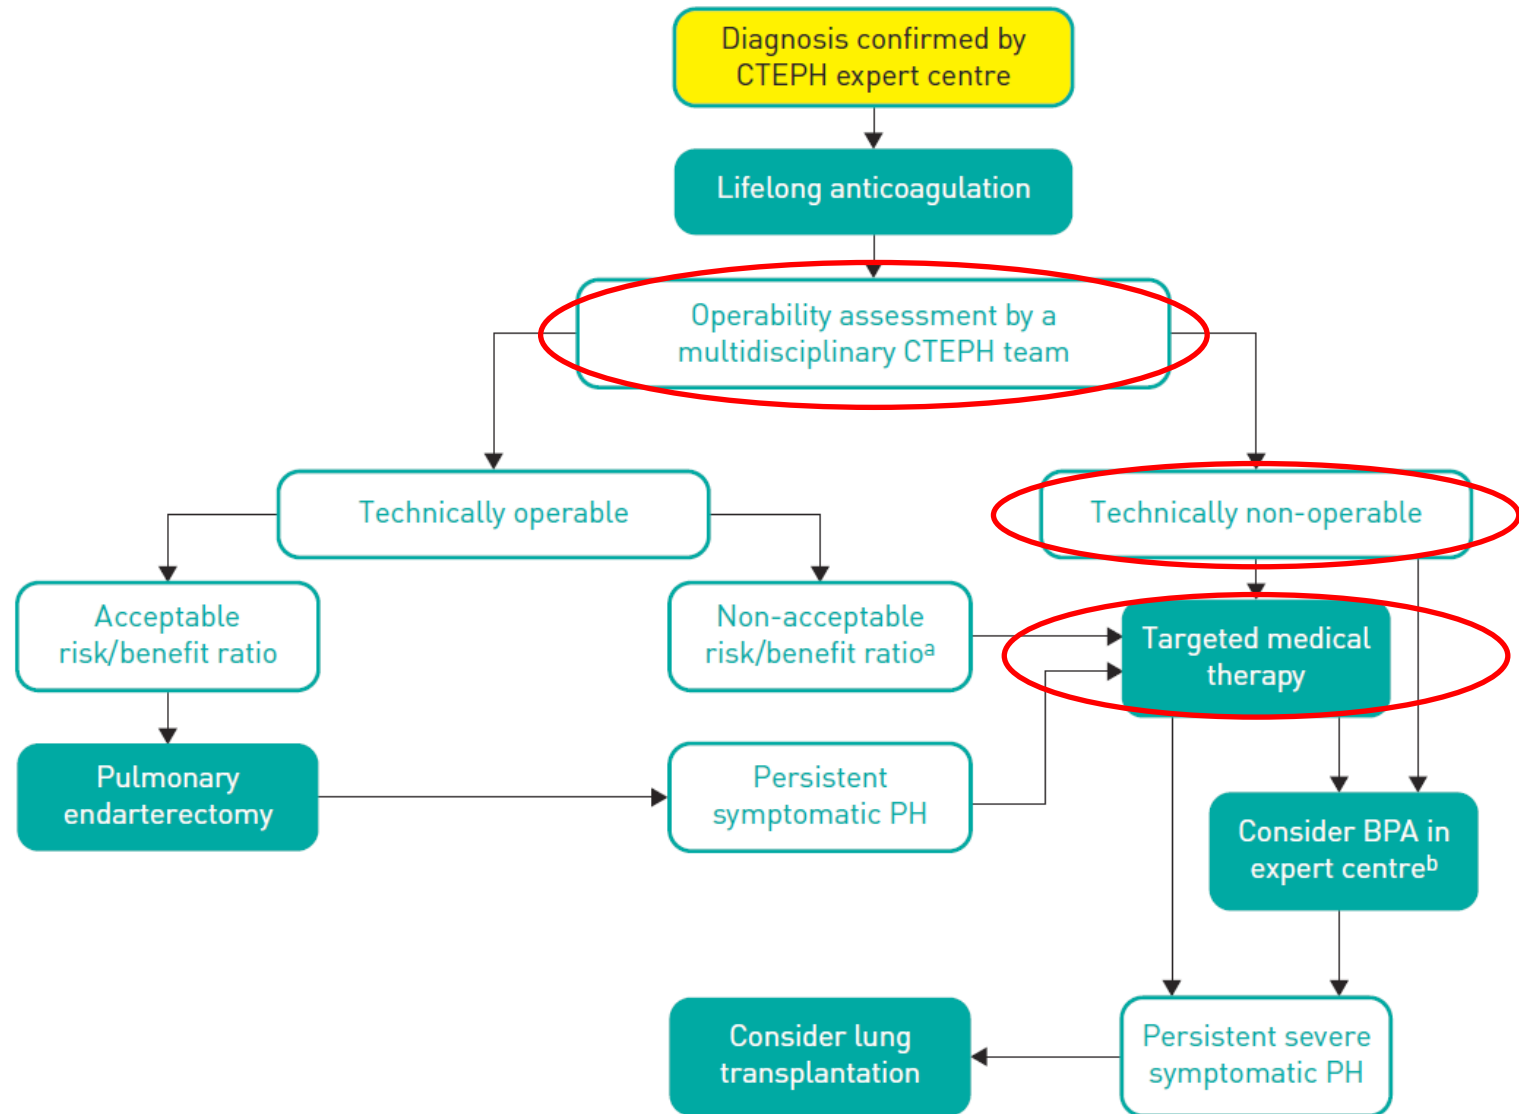 Diagnosis confirmed by
CTEPH expert centre
Lifelong anticoagulation
Operability assessment by a
multidisciplinary CTEPH team
Technically operable
Technically non-operable
Acceptable
risk/benefit ratio
Non-acceptable
risk/benefit ratioᵃ
Targeted medical
therapy
Pulmonary
endarterectomy
Persistent
symptomatic PH
Consider BPA in
expert centreᵇ
Consider lung
transplantation
Persistent severe
symptomatic PH